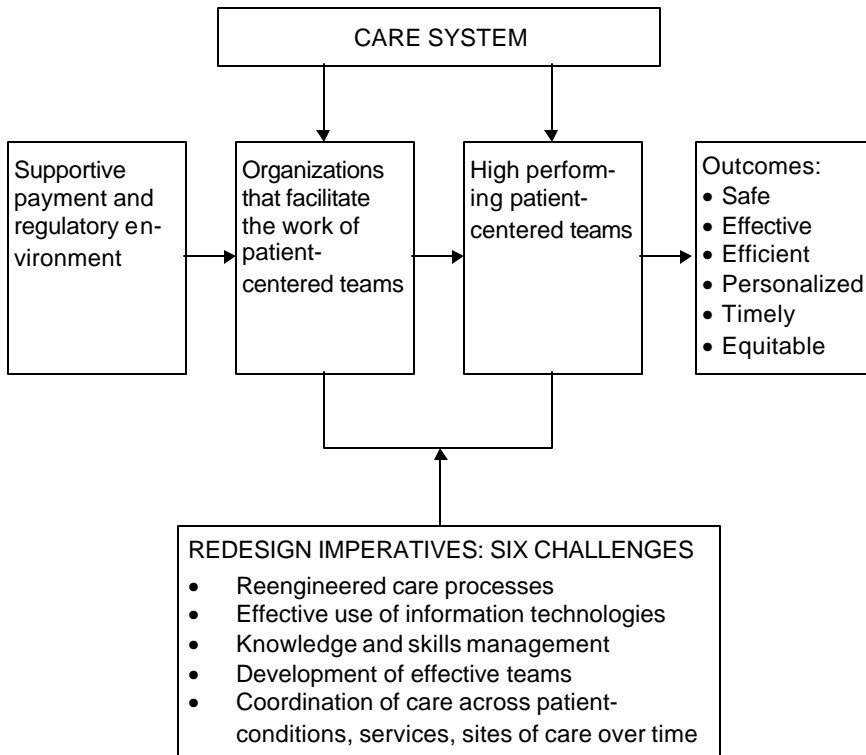 CARE SYSTEM
Supportive
payment and
regulatory en-
vironment
Organizations
that facilitate
the work of
patient-
centered teams
High perform-
ing patient-
centered teams
Outcomes:
• Safe
• Effective
• Efficient
• Personalized
• Timely
• Equitable
REDESIGN IMPERATIVES: SIX CHALLENGES
• Reengineered care processes
• Effective use of information technologies
• Knowledge and skills management
• Development of effective teams
• Coordination of care across patient-
conditions, services, sites of care over time